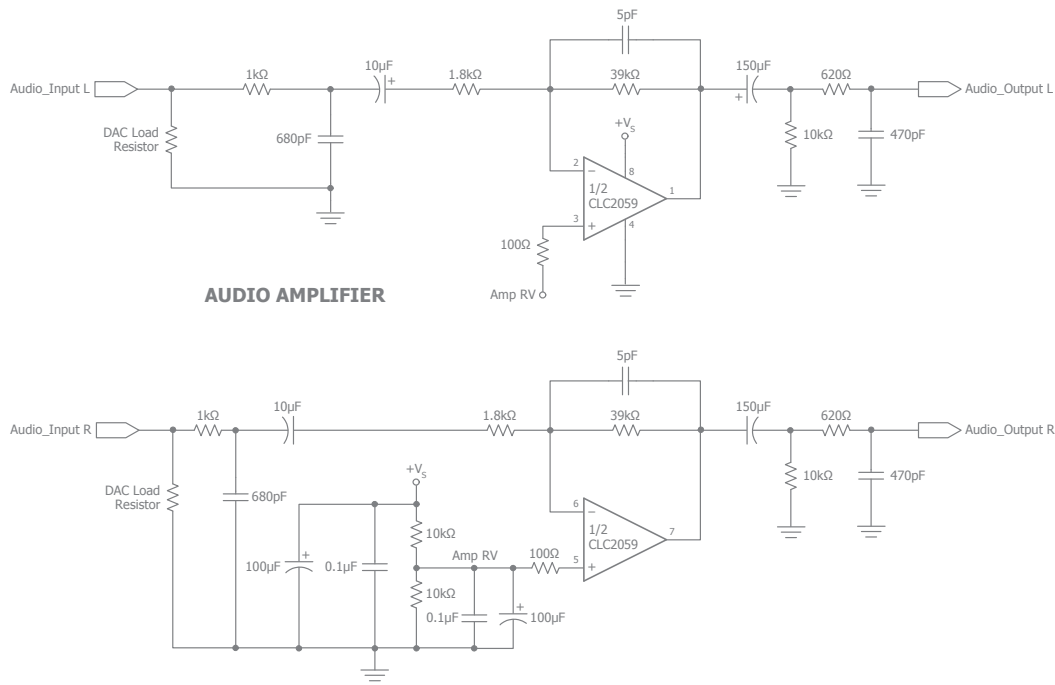 5pF
1kΩ
10µF
+
1.8kΩ
39kΩ
150µF
+
620Ω
Audio_Input L
Audio_Output L
DAC Load
Resistor
680pF
+VS
10kΩ
470pF
2
−
8
1/2
CLC2059
1
3
+
4
100Ω
Amp RV
AUDIO AMPLIFIER
5pF
1kΩ
10µF
1.8kΩ
39kΩ
150µF
620Ω
Audio_Input R
Audio_Output R
+VS
DAC Load
Resistor
680pF
10kΩ
470pF
6
−
1/2
CLC2059
7
10kΩ
Amp RV
100Ω
5
+
+
100µF
0.1µF
10kΩ
0.1µF
+
100µF